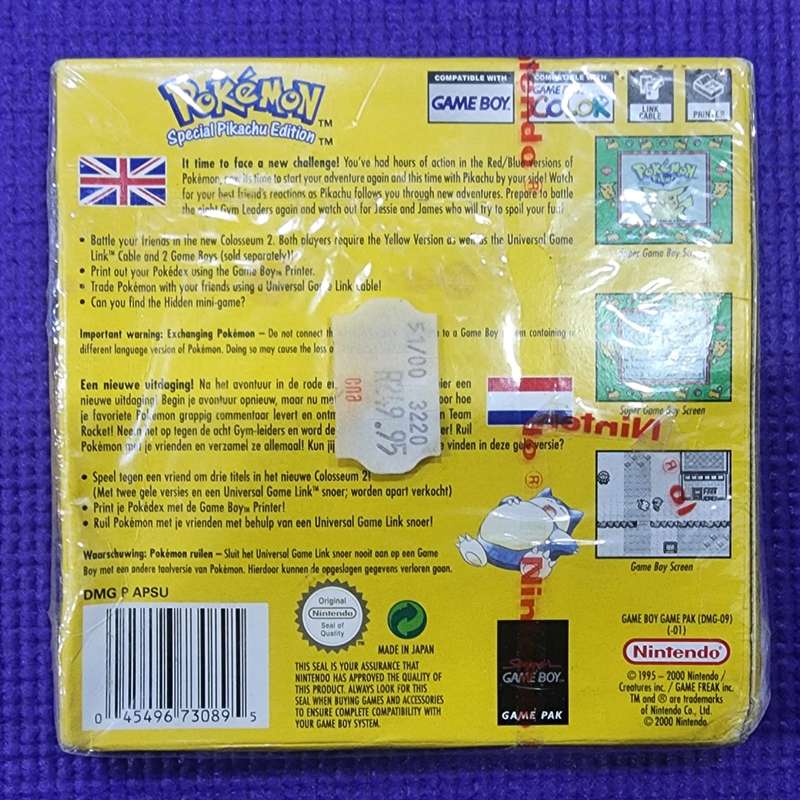 POKéMON™
Special Pikachu Edition™
COMPATIBLE WITH
GAME BOY
COMPATIBLE WITH
GAME BOY
COLOR
LINK CABLE
PRINTER
It time to face a new challenge! You've had hours of action in the Red/Blue versions of
Pokémon, now its time to start your adventure again and this time with Pikachu by your side! Watch
for your best friend's reactions as Pikachu follows you through new adventures. Prepare to battle
the eight Gym Leaders again and watch out for Jessie and James who will try to spoil your fun!
• Battle your friends in the new Colosseum 2. Both players require the Yellow Version as well as the Universal Game
Link™ Cable and 2 Game Boys (sold separately)!
• Print out your Pokédex using the Game Boy™ Printer.
• Trade Pokémon with your friends using a Universal Game Link cable!
• Can you find the Hidden mini-game?
Important warning: Exchanging Pokémon – Do not connect to a Game Boy containing
different language version of Pokémon. Doing so may cause the loss
Super Game Boy Screen
Super Game Boy Screen
Game Boy Screen
51/00 3220
cna
Een nieuwe uitdaging! Na het avontuur in de rode hier een
nieuwe uitdaging! Begin je avontuur opnieuw, maar nu hoe
je favoriete Pokémon grappig commentaar levert en Team
Rocket! Neem het op tegen de acht Gym-leiders en word de Ruil
Pokémon met je vrienden en verzamel ze allemaal! Kun jij vinden in deze gele versie?
• Speel tegen een vriend om drie titels in het nieuwe Colosseum 2!
(Met twee gele versies en een Universal Game Link™ snoer; worden apart verkocht)
• Print je Pokédex met de Game Boy™ Printer!
• Ruil Pokémon met je vrienden met behulp van een Universal Game Link snoer!
Waarschuwing: Pokémon ruilen – Sluit het Universal Game Link snoer nooit aan op een Game
Boy met een andere taalversie van Pokémon. Hierdoor kunnen de opgeslagen gegevens verloren gaan.
DMG P APSU
0 45496 73089 5
Original
Nintendo
Seal of
Quality
MADE IN JAPAN
THIS SEAL IS YOUR ASSURANCE THAT
NINTENDO HAS APPROVED THE QUALITY OF
THIS PRODUCT. ALWAYS LOOK FOR THIS
SEAL WHEN BUYING GAMES AND ACCESSORIES
TO ENSURE COMPLETE COMPATIBILITY WITH
YOUR GAME BOY SYSTEM.
Super
GAME BOY
GAME PAK
GAME BOY GAME PAK (DMG-09)
(-01)
Nintendo
© 1995 - 2000 Nintendo /
Creatures inc. / GAME FREAK inc.
TM and ® are trademarks
of Nintendo Co., Ltd.
© 2000 Nintendo.
Nintendo®